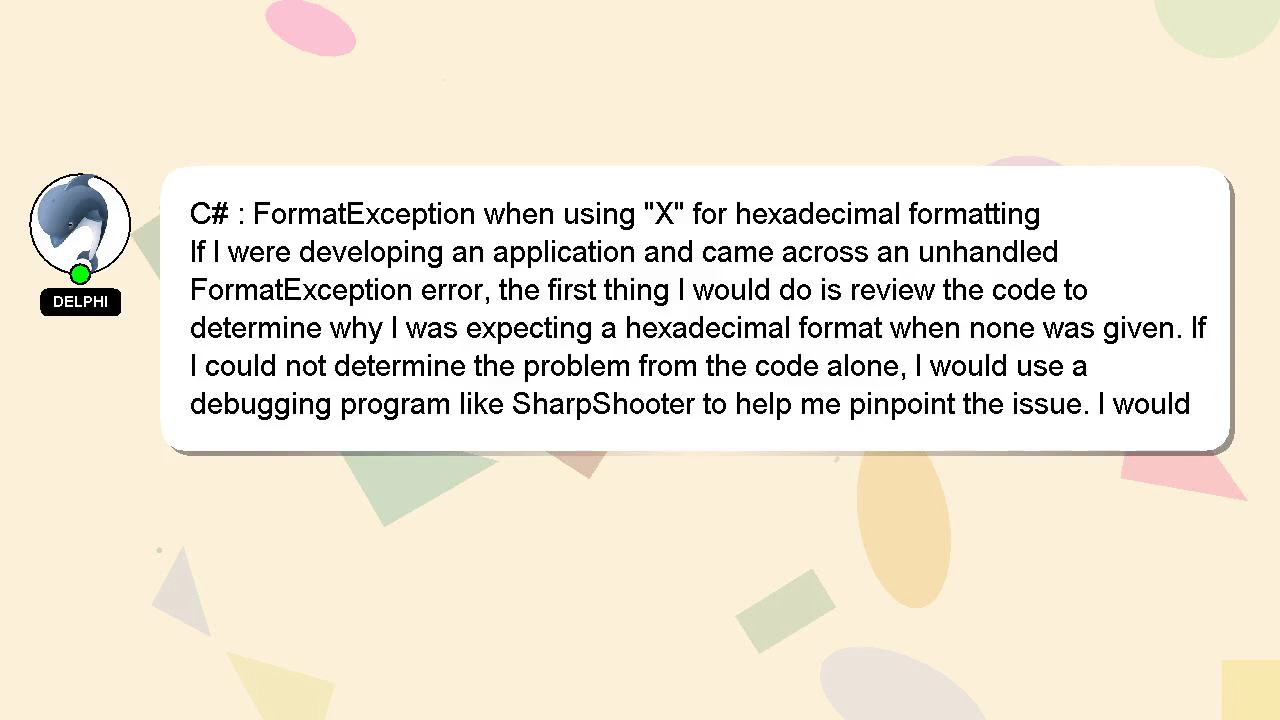 C# : FormatException when using "X" for hexadecimal formatting
If I were developing an application and came across an unhandled
FormatException error, the first thing I would do is review the code to
determine why I was expecting a hexadecimal format when none was given. If
I could not determine the problem from the code alone, I would use a
debugging program like SharpShooter to help me pinpoint the issue. I would
DELPHI